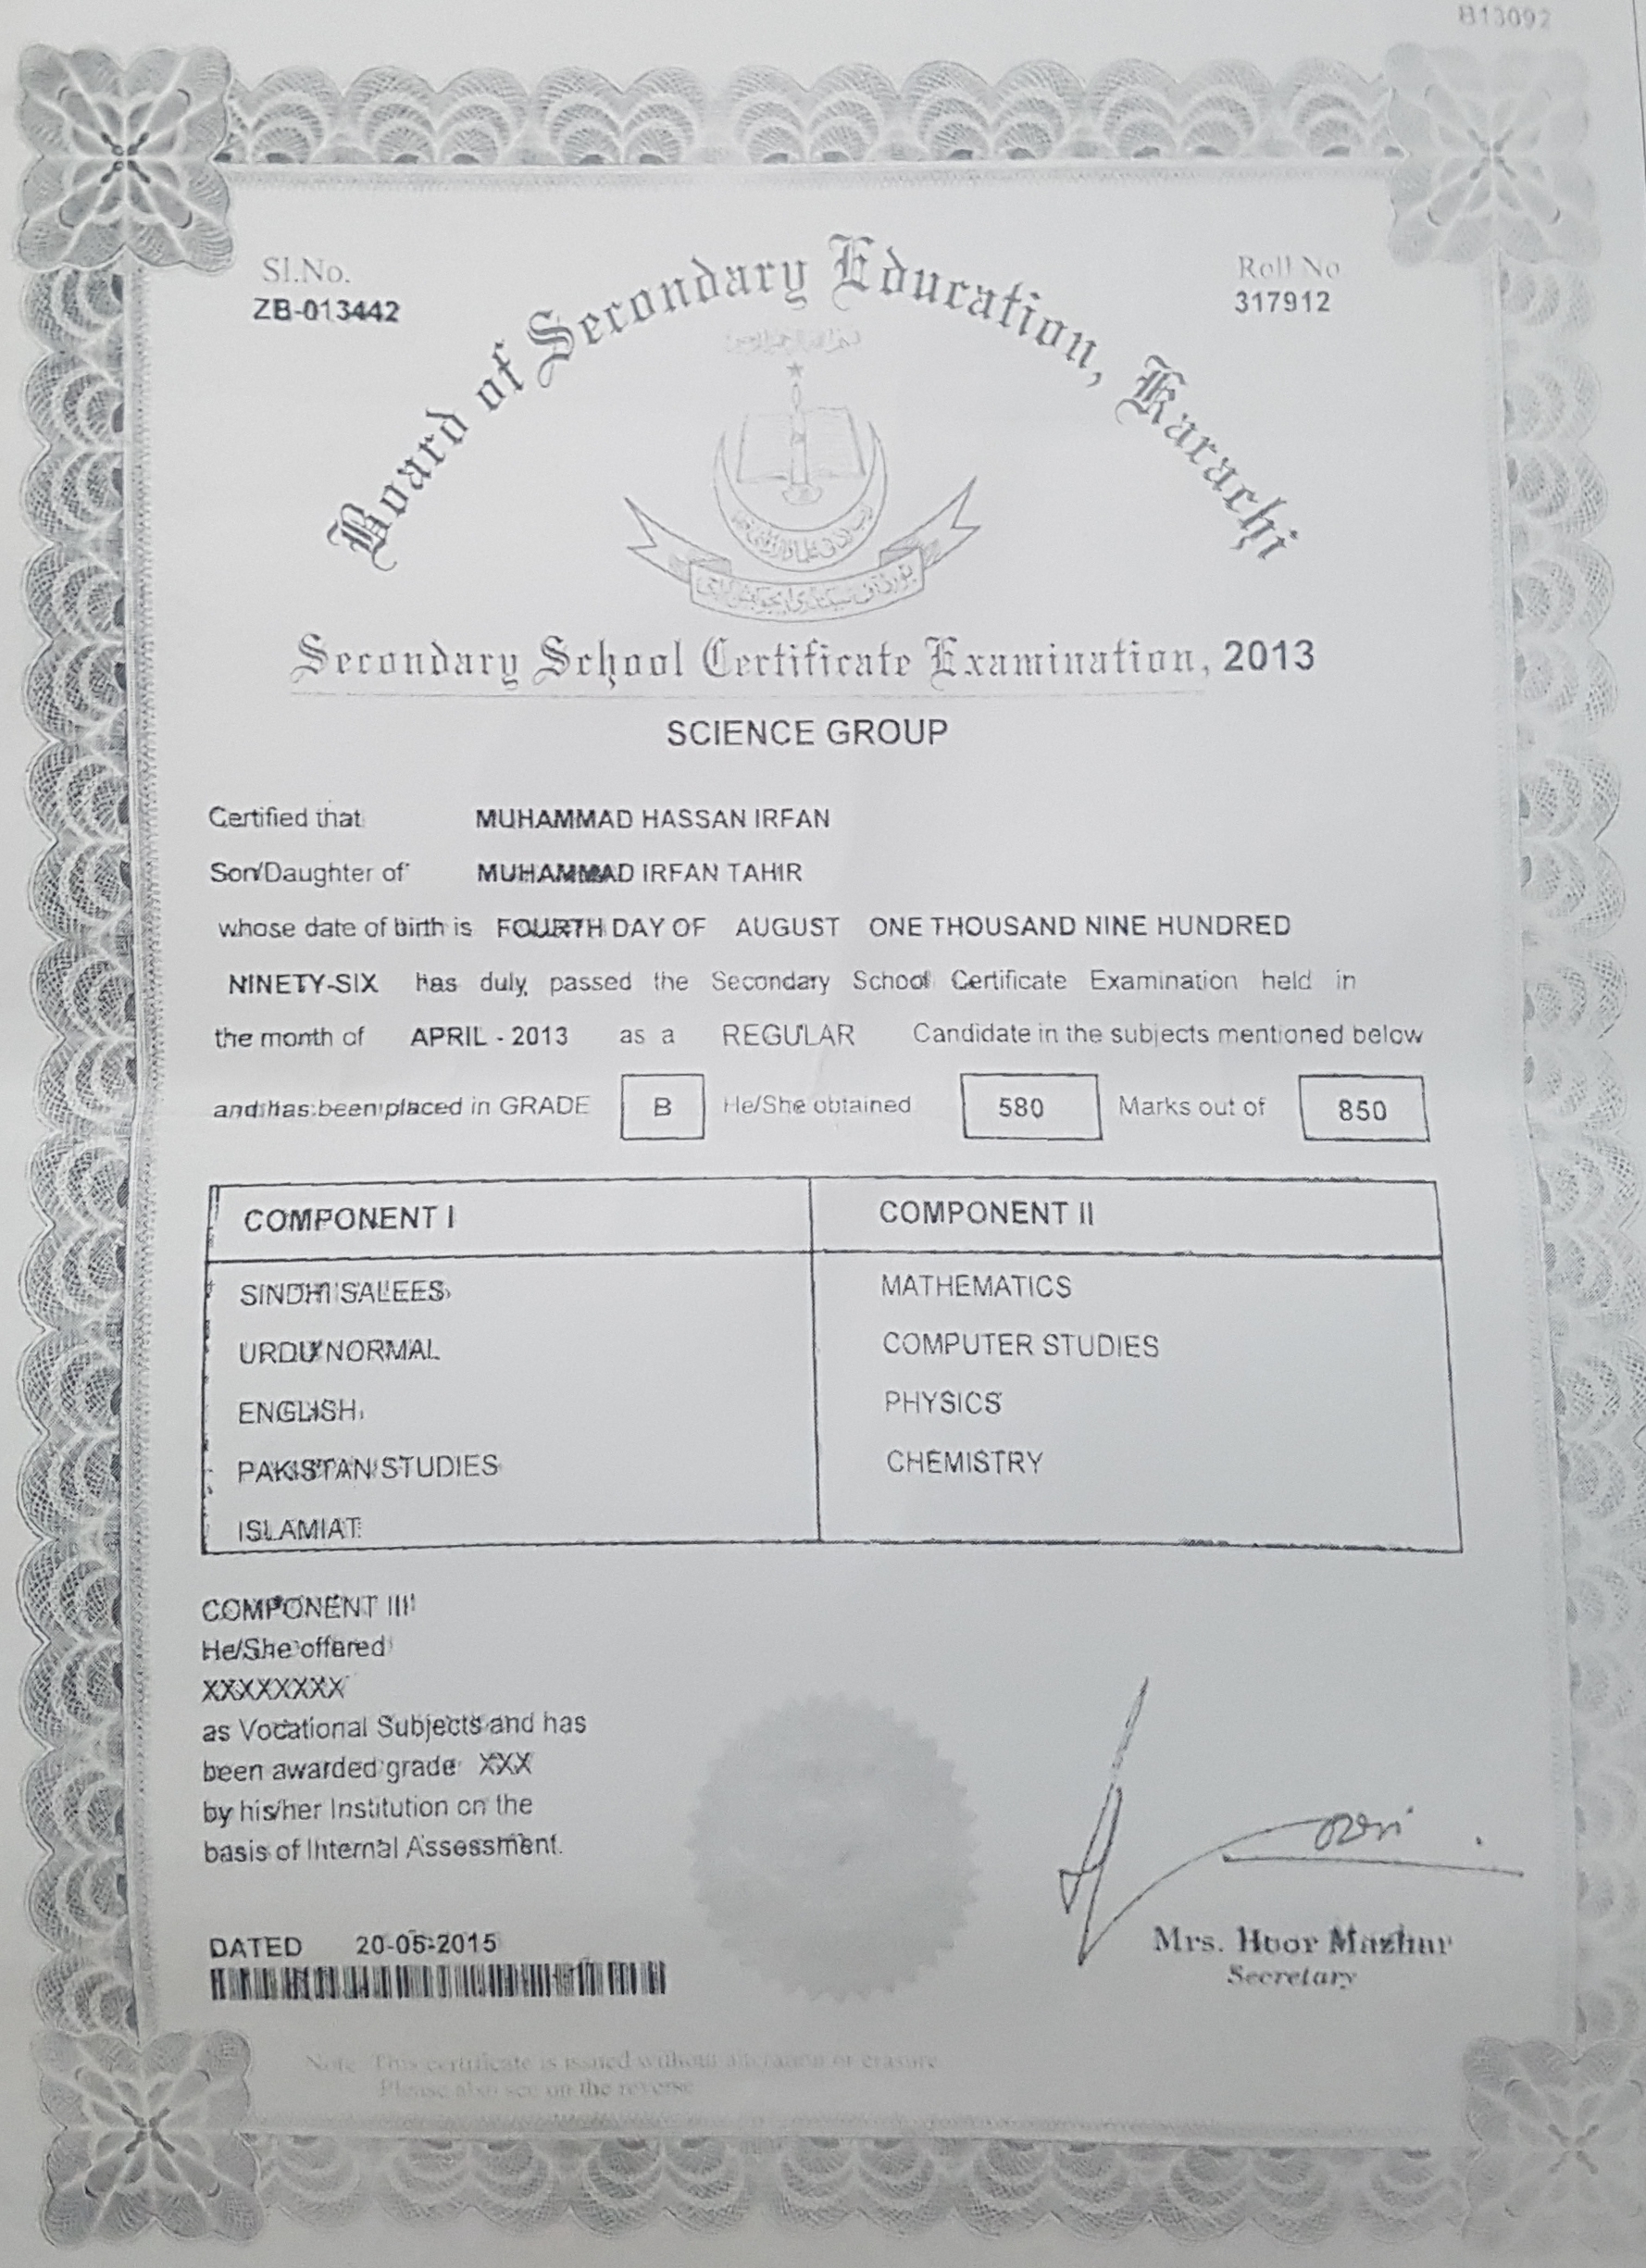 B13092
Sl.No.
ZB-013442
Roll No
317912
Board of Secondary Education, Karachi
Secondary School Certificate Examination, 2013
SCIENCE GROUP
Certified that MUHAMMAD HASSAN IRFAN
Son/Daughter of MUHAMMAD IRFAN TAHIR
whose date of birth is FOURTH DAY OF AUGUST ONE THOUSAND NINE HUNDRED
NINETY-SIX has duly passed the Secondary School Certificate Examination held in
the month of APRIL - 2013 as a REGULAR Candidate in the subjects mentioned below
and has been placed in GRADE B He/She obtained 580 Marks out of 850
COMPONENT I COMPONENT II
SINDHI SALEES MATHEMATICS
URDU NORMAL COMPUTER STUDIES
ENGLISH PHYSICS
PAKISTAN STUDIES CHEMISTRY
ISLAMIAT
COMPONENT III
He/She offered
XXXXXXXX
as Vocational Subjects and has
been awarded grade XXX
by his/her Institution on the
basis of Internal Assessment.
DATED 20-05-2015
Mrs. Hoor Mazhar
Secretary
Note This certificate is issued without alteration or erasure
Please also see on the reverse